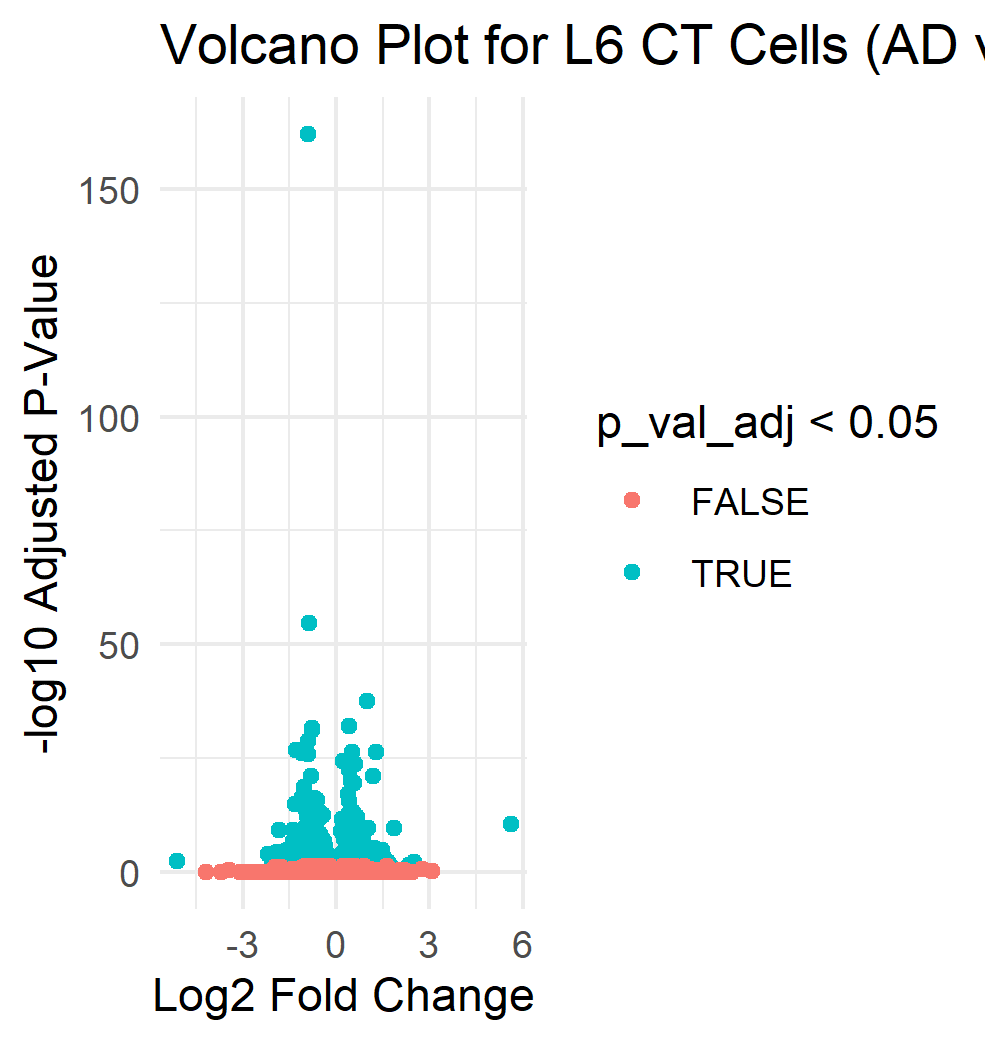 Volcano Plot for L6 CT Cells (AD v
-log10 Adjusted P-Value
150
100
50
0
-3 0 3 6
Log2 Fold Change
p_val_adj < 0.05
FALSE
TRUE